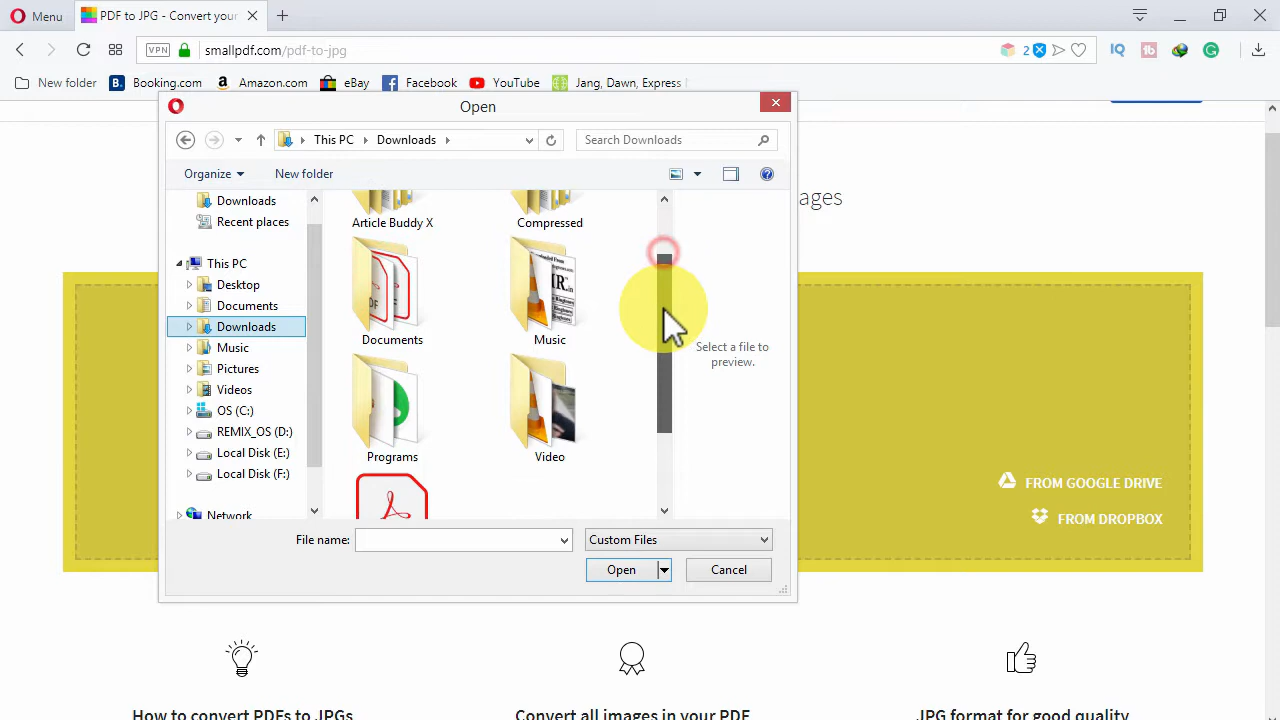 Menu
PDF to JPG - Convert your
VPN
smallpdf.com/pdf-to-jpg
2
New folder
Booking.com
Amazon.com
eBay
Facebook
YouTube
Jang, Dawn, Express
Open
This PC
Downloads
Search Downloads
Organize
New folder
ages
Downloads
Recent places
This PC
Desktop
Documents
Downloads
Music
Pictures
Videos
OS (C:)
REMIX_OS (D:)
Local Disk (E:)
Local Disk (F:)
Network
Article Buddy X
Compressed
Documents
Music
Programs
Video
Select a file to
preview.
FROM GOOGLE DRIVE
FROM DROPBOX
File name:
Custom Files
Open
Cancel
How to convert PDFs to JPGs
Convert all images in your PDF
JPG format for good quality